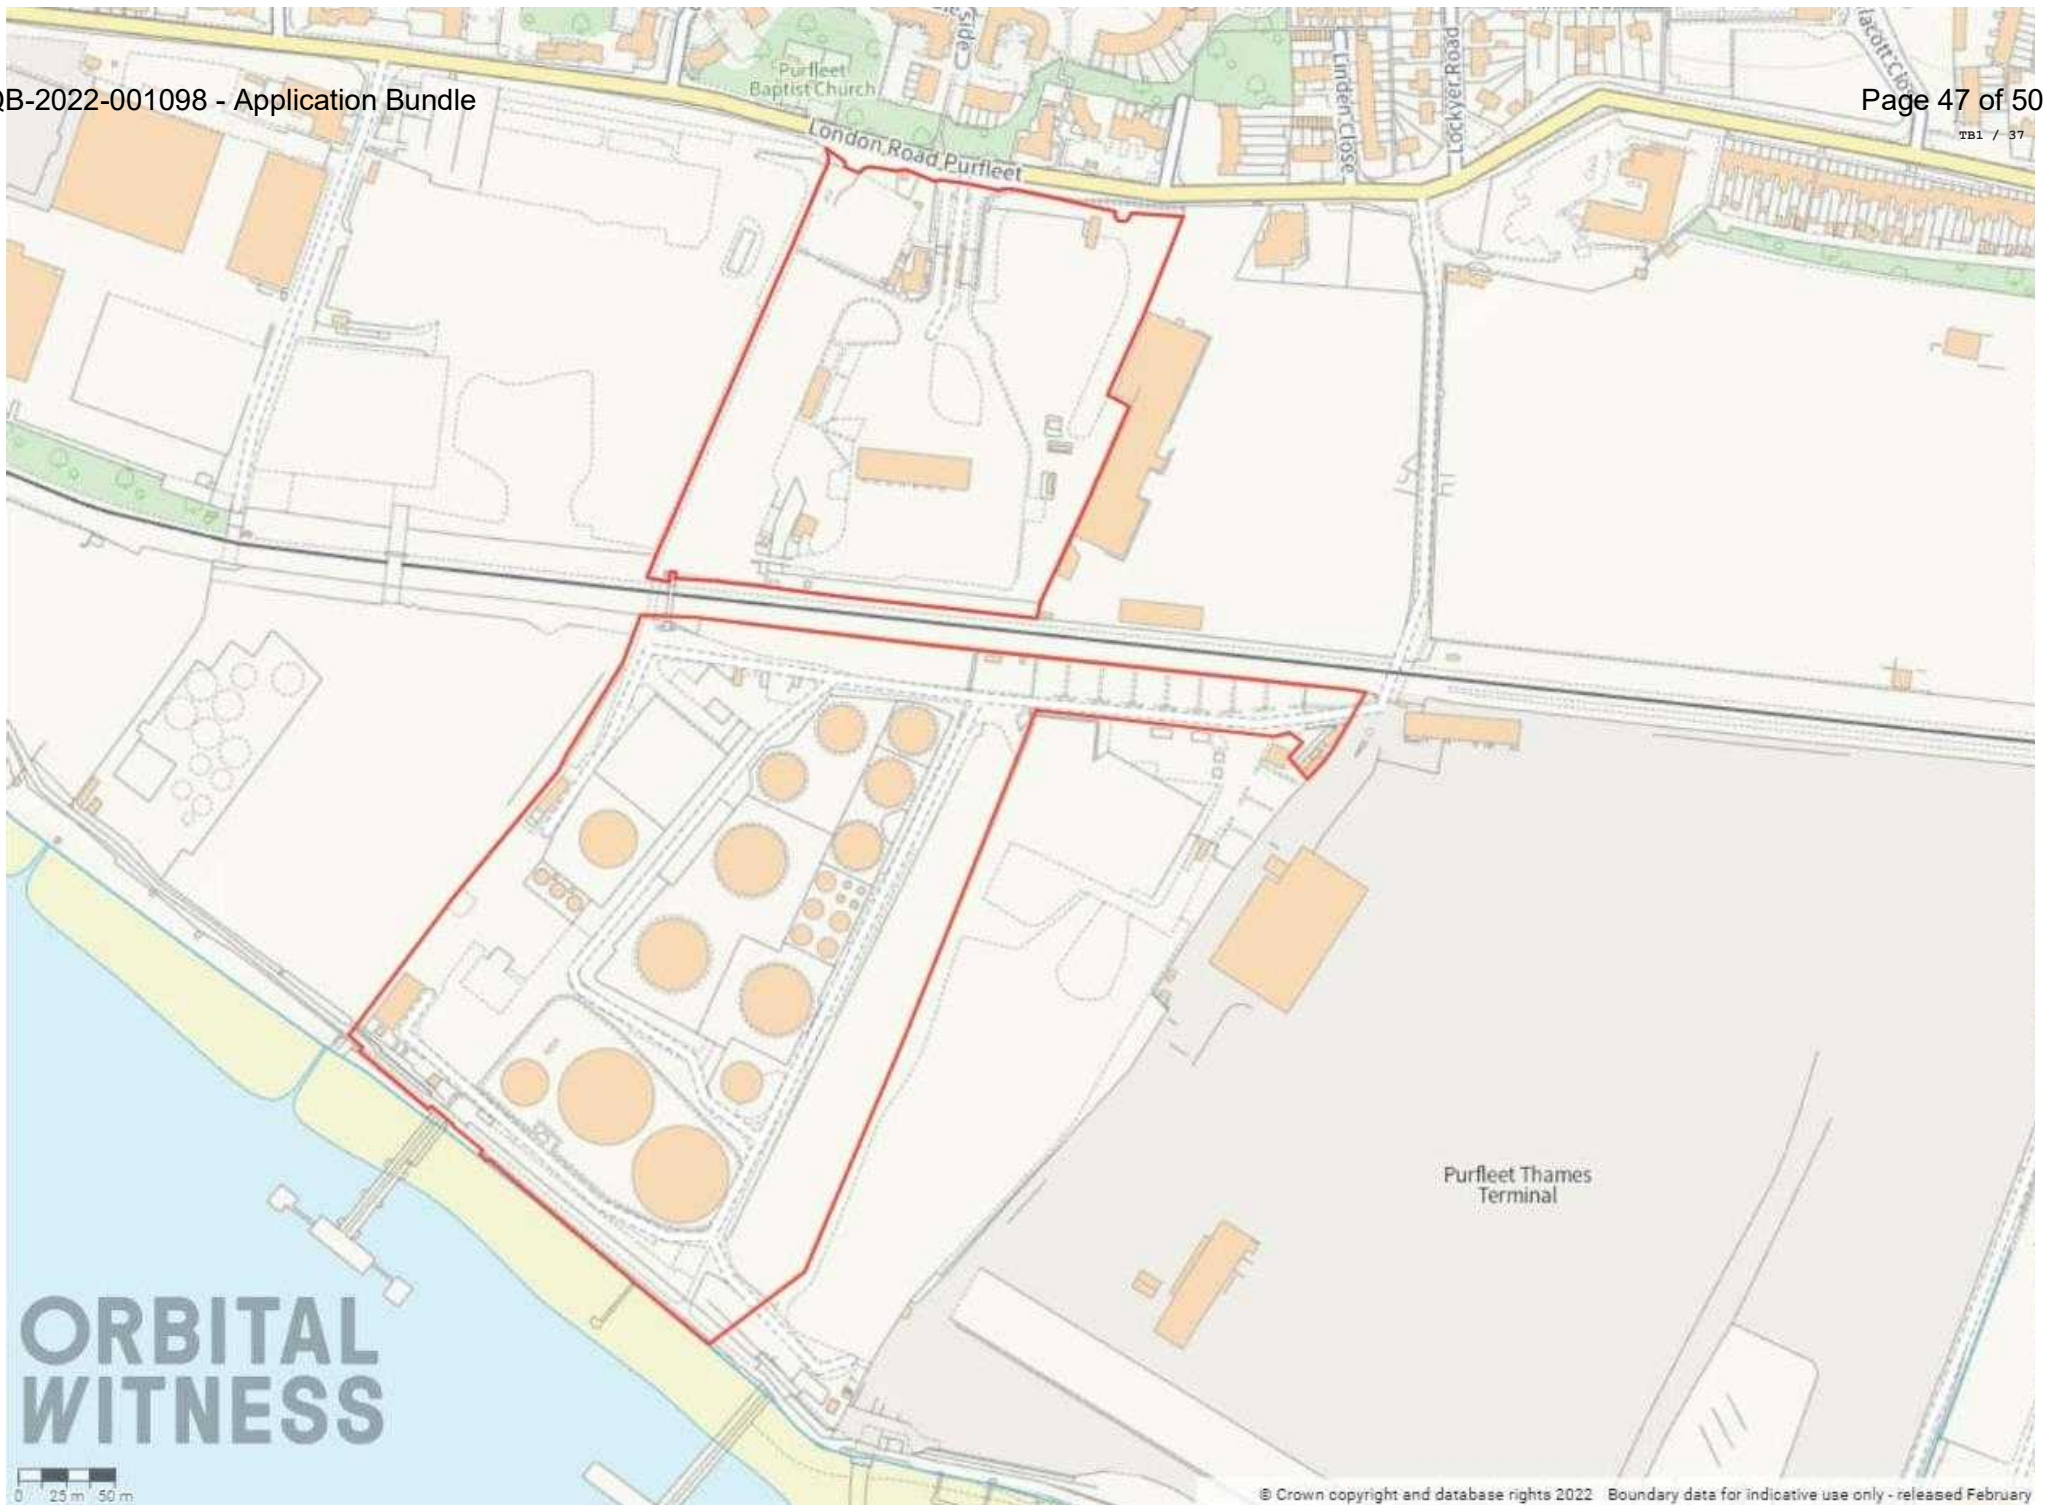 QB-2022-001098 - Application Bundle
Page 47 of 50
TB1 / 37
Purfleet
Baptist Church
London Road Purfleet
Linden Close
Lockyer Road
Purfleet Thames
Terminal
ORBITAL
WITNESS
0 25 m 50 m
© Crown copyright and database rights 2022 Boundary data for indicative use only - released February